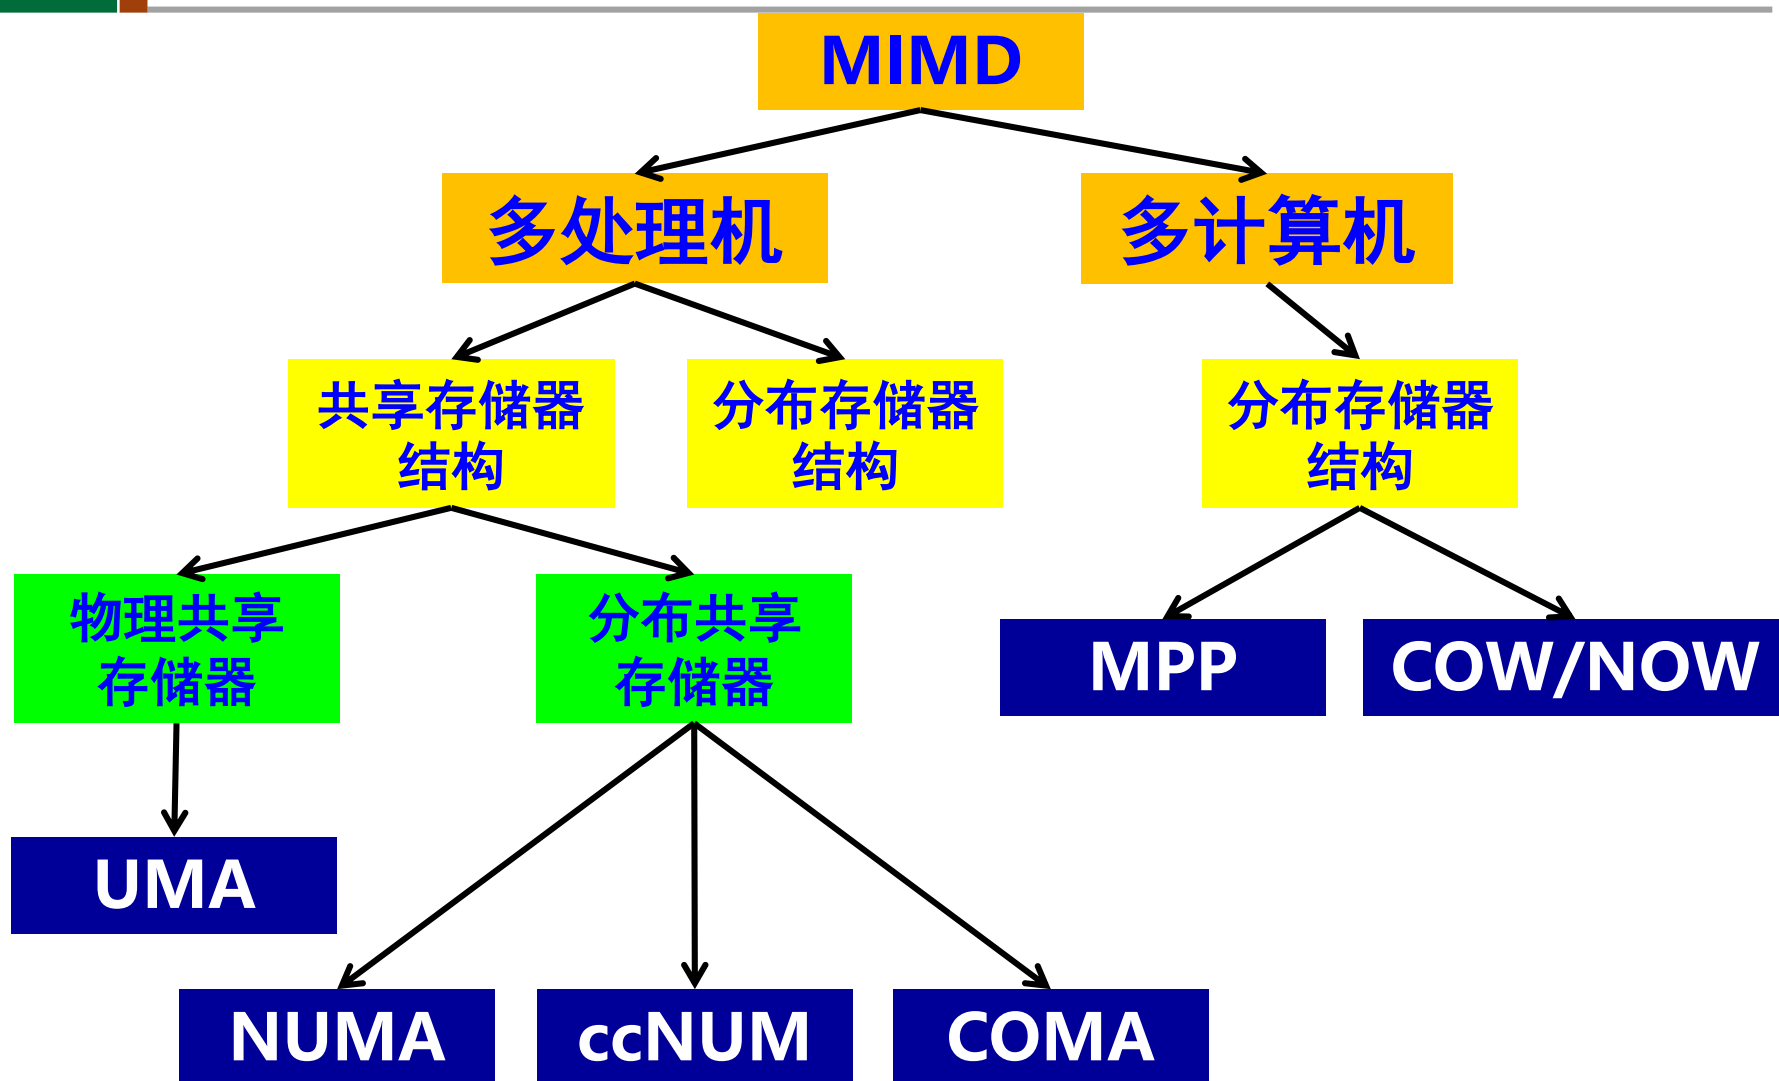 MIMD
多处理机
多计算机
共享存储器
结构
分布存储器
结构
分布存储器
结构
物理共享
存储器
分布共享
存储器
MPP
COW/NOW
UMA
NUMA
ccNUM
COMA